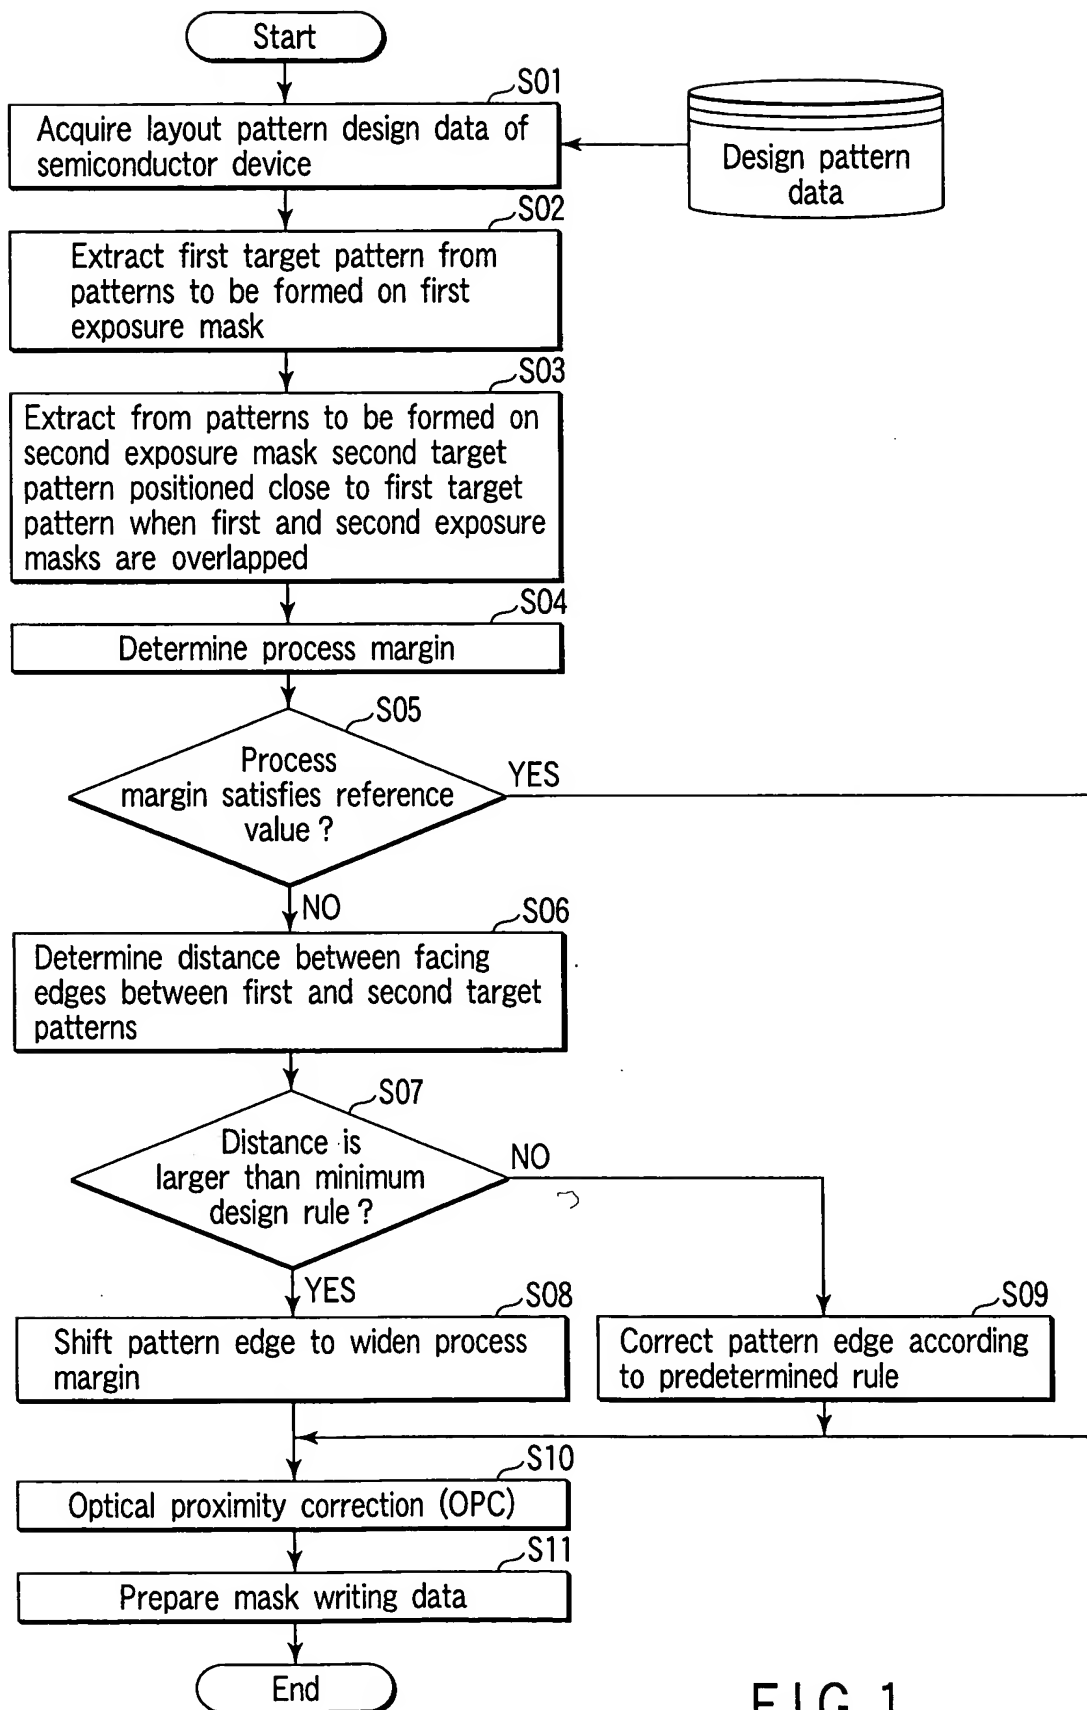 Start
S01
Acquire layout pattern design data of
semiconductor device
Design pattern
data
S02
Extract first target pattern from
patterns to be formed on first
exposure mask
S03
Extract from patterns to be formed on
second exposure mask second target
pattern positioned close to first target
pattern when first and second exposure
masks are overlapped
S04
Determine process margin
S05
Process
margin satisfies reference
value ?
YES
NO
S06
Determine distance between facing
edges between first and second target
patterns
S07
Distance is
larger than minimum
design rule ?
NO
YES
S08
Shift pattern edge to widen process
margin
S09
Correct pattern edge according
to predetermined rule
S10
Optical proximity correction (OPC)
S11
Prepare mask writing data
End
FIG. 1